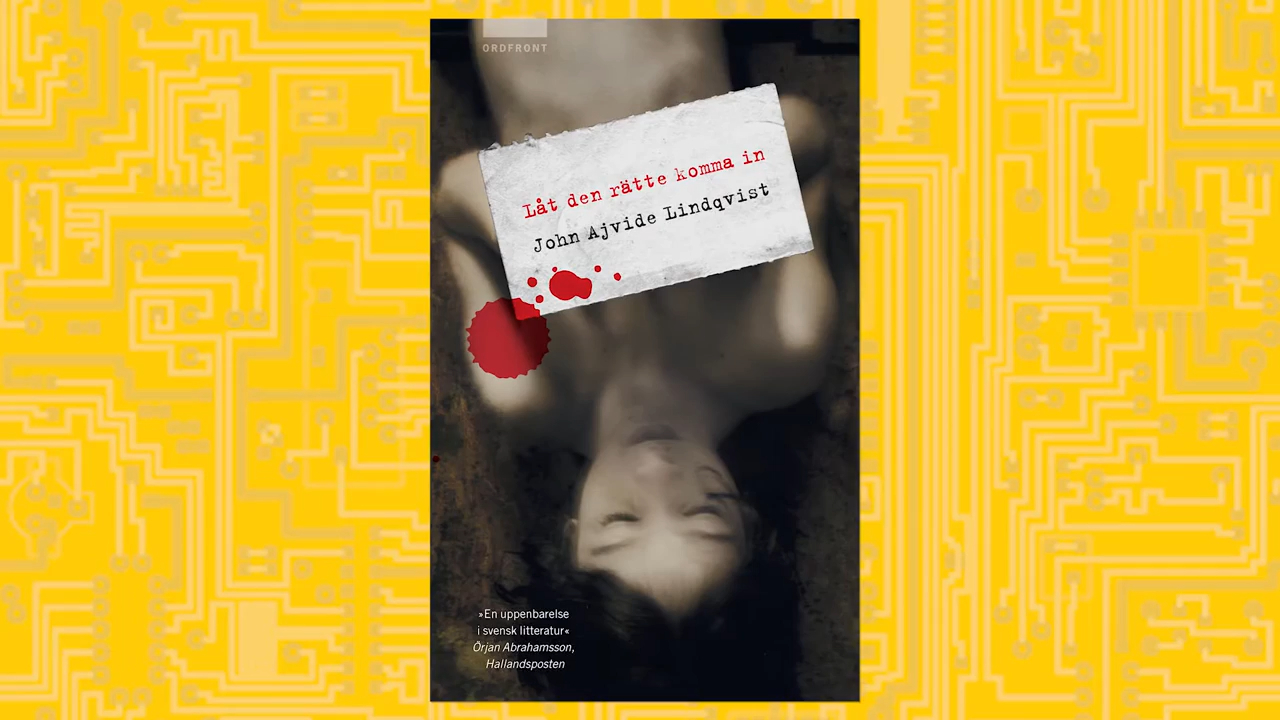 ORDFRONT
Låt den rätte komma in
John Ajvide Lindqvist
»En uppenbarelse
i svensk litteratur«
Örjan Abrahamsson,
Hallandsposten